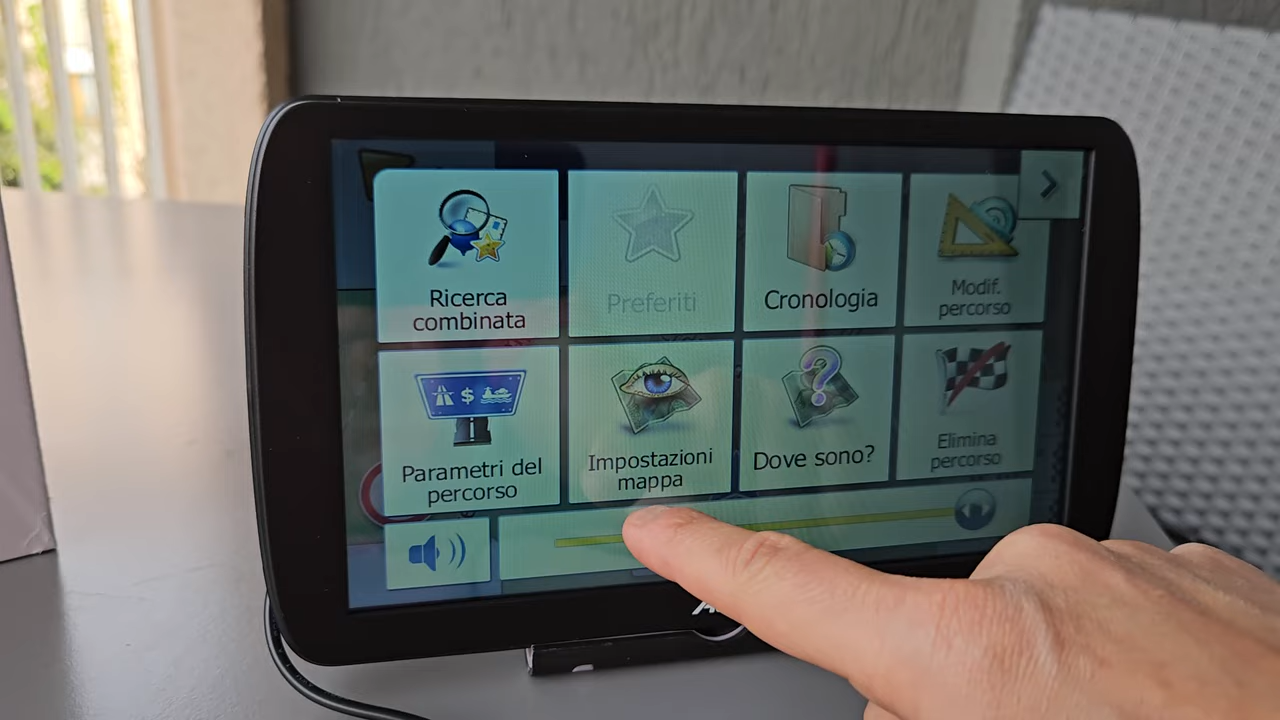 Ricerca
combinata
Preferiti
Cronologia
Modif.
percorso
Parametri del
percorso
Impostazioni
mappa
Dove sono?
Elimina
percorso